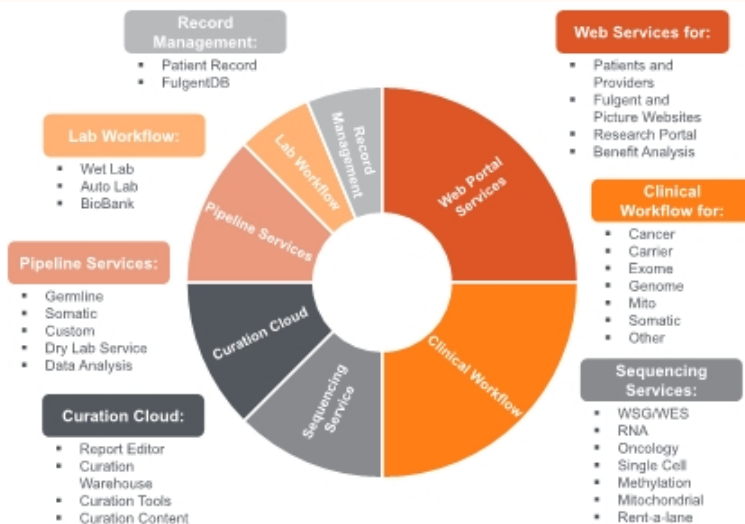 Record
Management:
Patient Record
FulgentDB
Lab Workflow:
Wet Lab
Auto Lab
BioBank
Pipeline Services:
Germline
Somatic
Custom
Dry Lab Service
Data Analysis
Curation Cloud:
Report Editor
Curation
Warehouse
Curation Tools
Curation Content
Record
Management
Lab Workflow
Pipeline Services
Curation Cloud
Sequencing
Service
Clinical Workflow
Web Portal
Services
Web Services for:
Patients and
Providers
Fulgent and
Picture Websites
Research Portal
Benefit Analysis
Clinical
Workflow for:
Cancer
Carrier
Exome
Genome
Mito
Somatic
Other
Sequencing
Services:
WSG/WES
RNA
Oncology
Single Cell
Methylation
Mitochondrial
Rent-a-lane